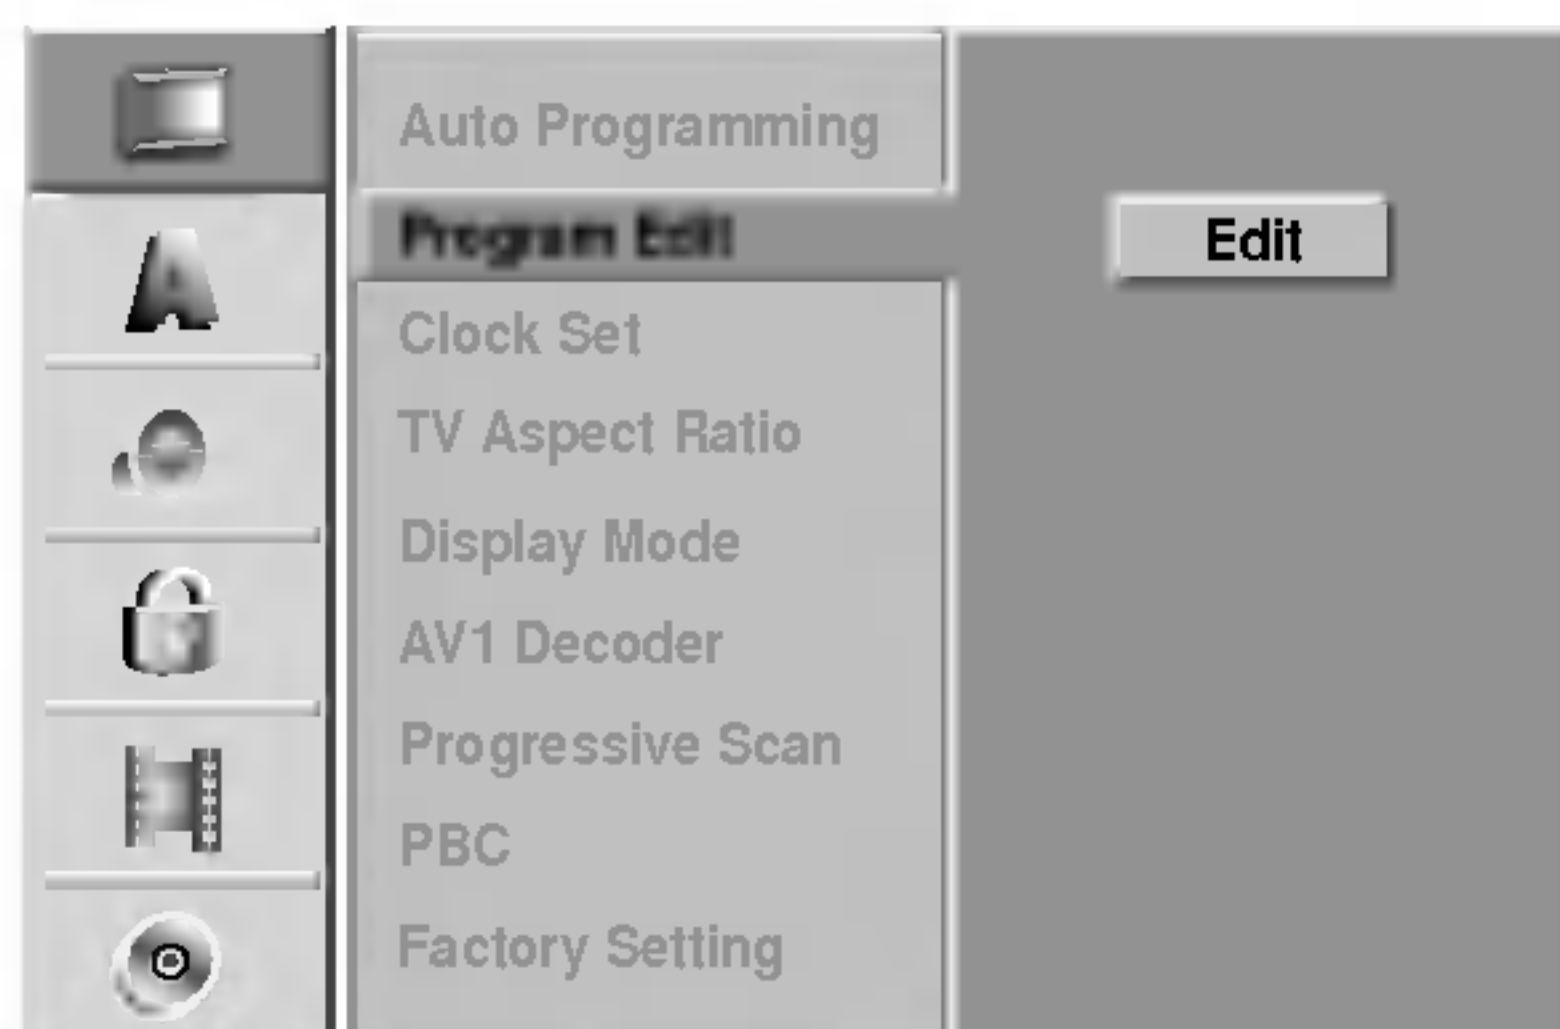 Auto Programming
Program Edit
Edit
Clock Set
TV Aspect Ratio
Display Mode
AV1 Decoder
Progressive Scan
PBC
Factory Setting